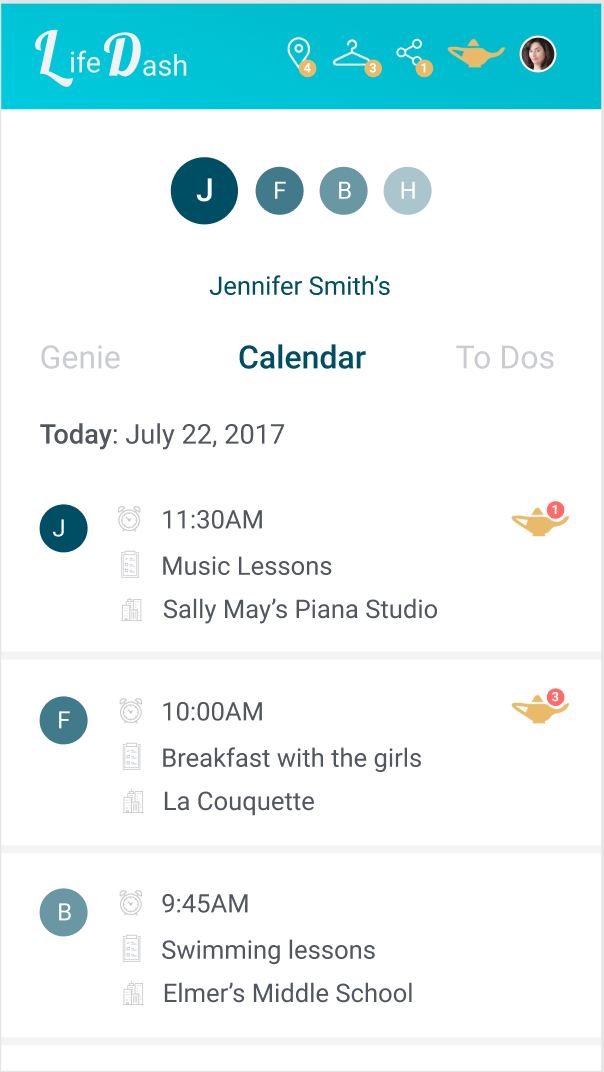 LifeDash
4 3 1
J F B H
Jennifer Smith's
Genie Calendar To Dos
Today: July 22, 2017
J 11:30AM 1
Music Lessons
Sally May's Piana Studio
F 10:00AM 3
Breakfast with the girls
La Couquette
B 9:45AM
Swimming lessons
Elmer's Middle School